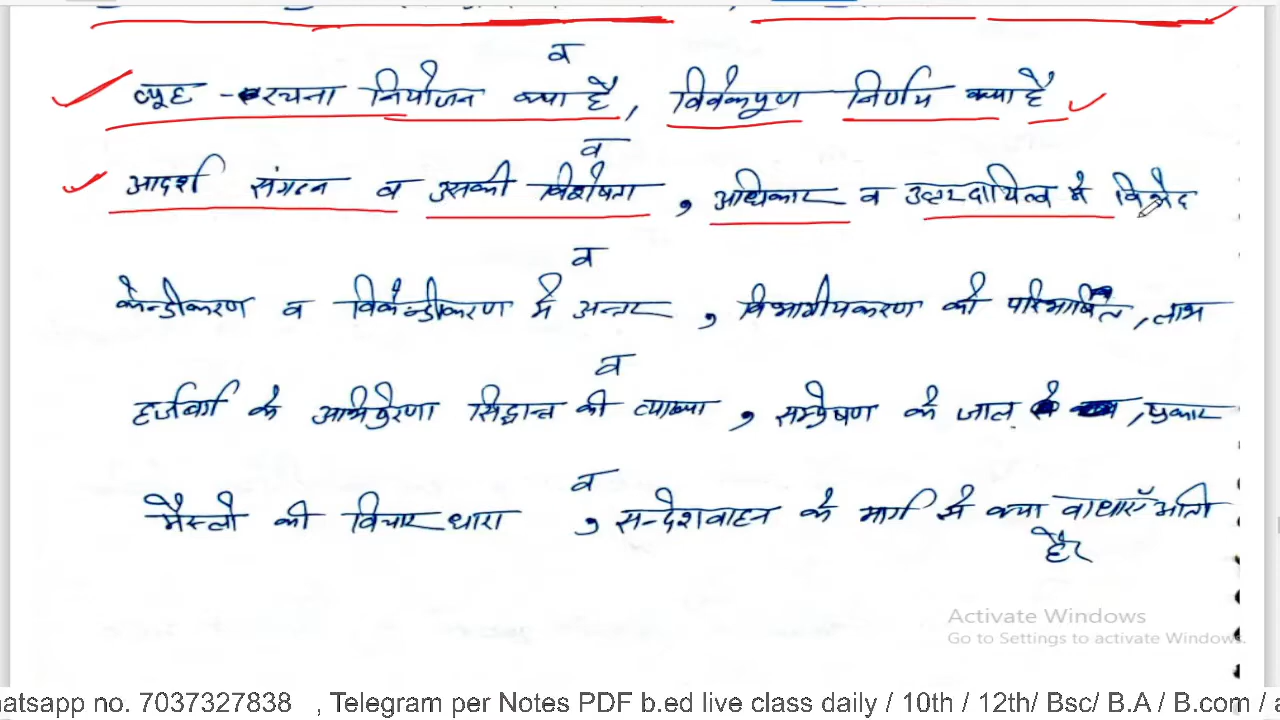 व
व्यूह - रचना नियोजन क्या है, विवेकपूण निर्णय क्या है
व
आदर्श संगठन व उसकी विशेषता, अधिकार व उत्तरदायित्व मे विभेद
व
केन्द्रीकरण व विकेन्द्रीकरण मे अन्तर, विभागीयकरण की परिभाषित, लाभ
व
हर्जबर्ग के अभिप्रेरणा सिद्धान्त की व्याख्या, सम्प्रेषण के जाल, प्रकार
व
मैस्लो की विचारधारा, सन्देशवाहन के मार्ग मे क्या बाधाएँ आती
है?
Activate Windows
Go to Settings to activate Windows.
hatsapp no. 7037327838 , Telegram per Notes PDF b.ed live class daily / 10th / 12th/ Bsc/ B.A / B.com / a